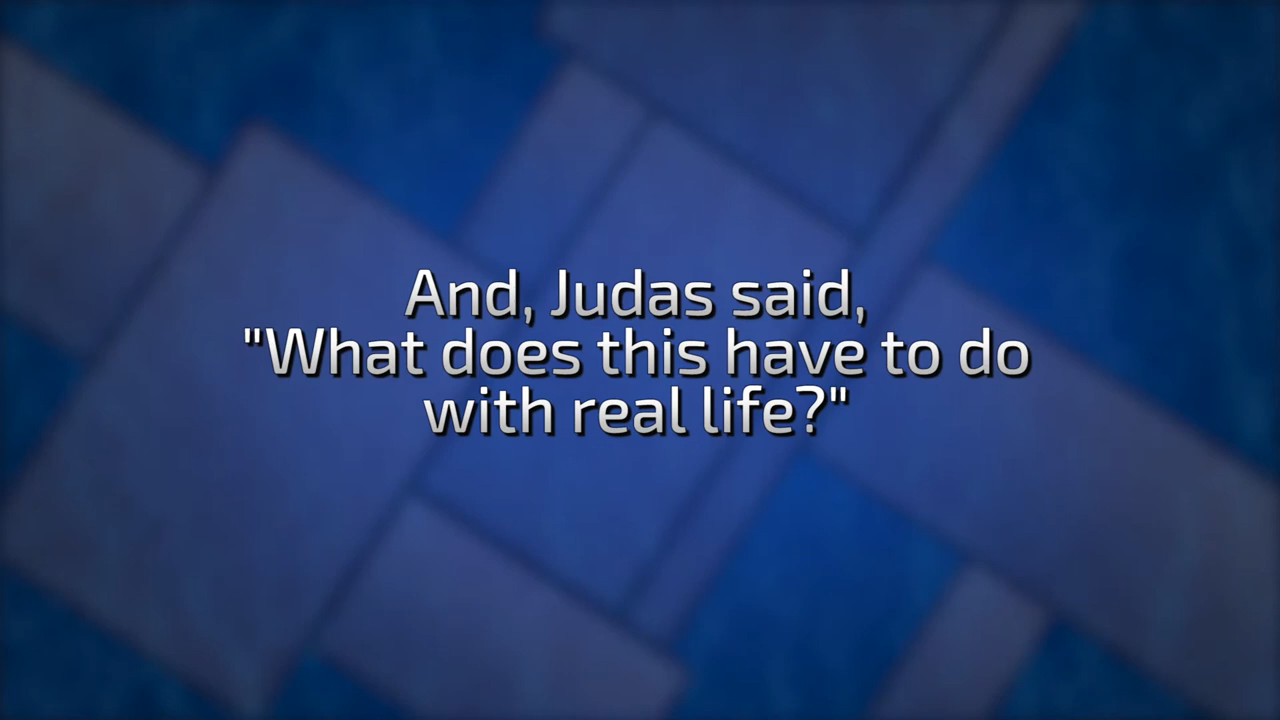 And, Judas said,
"What does this have to do
with real life?"